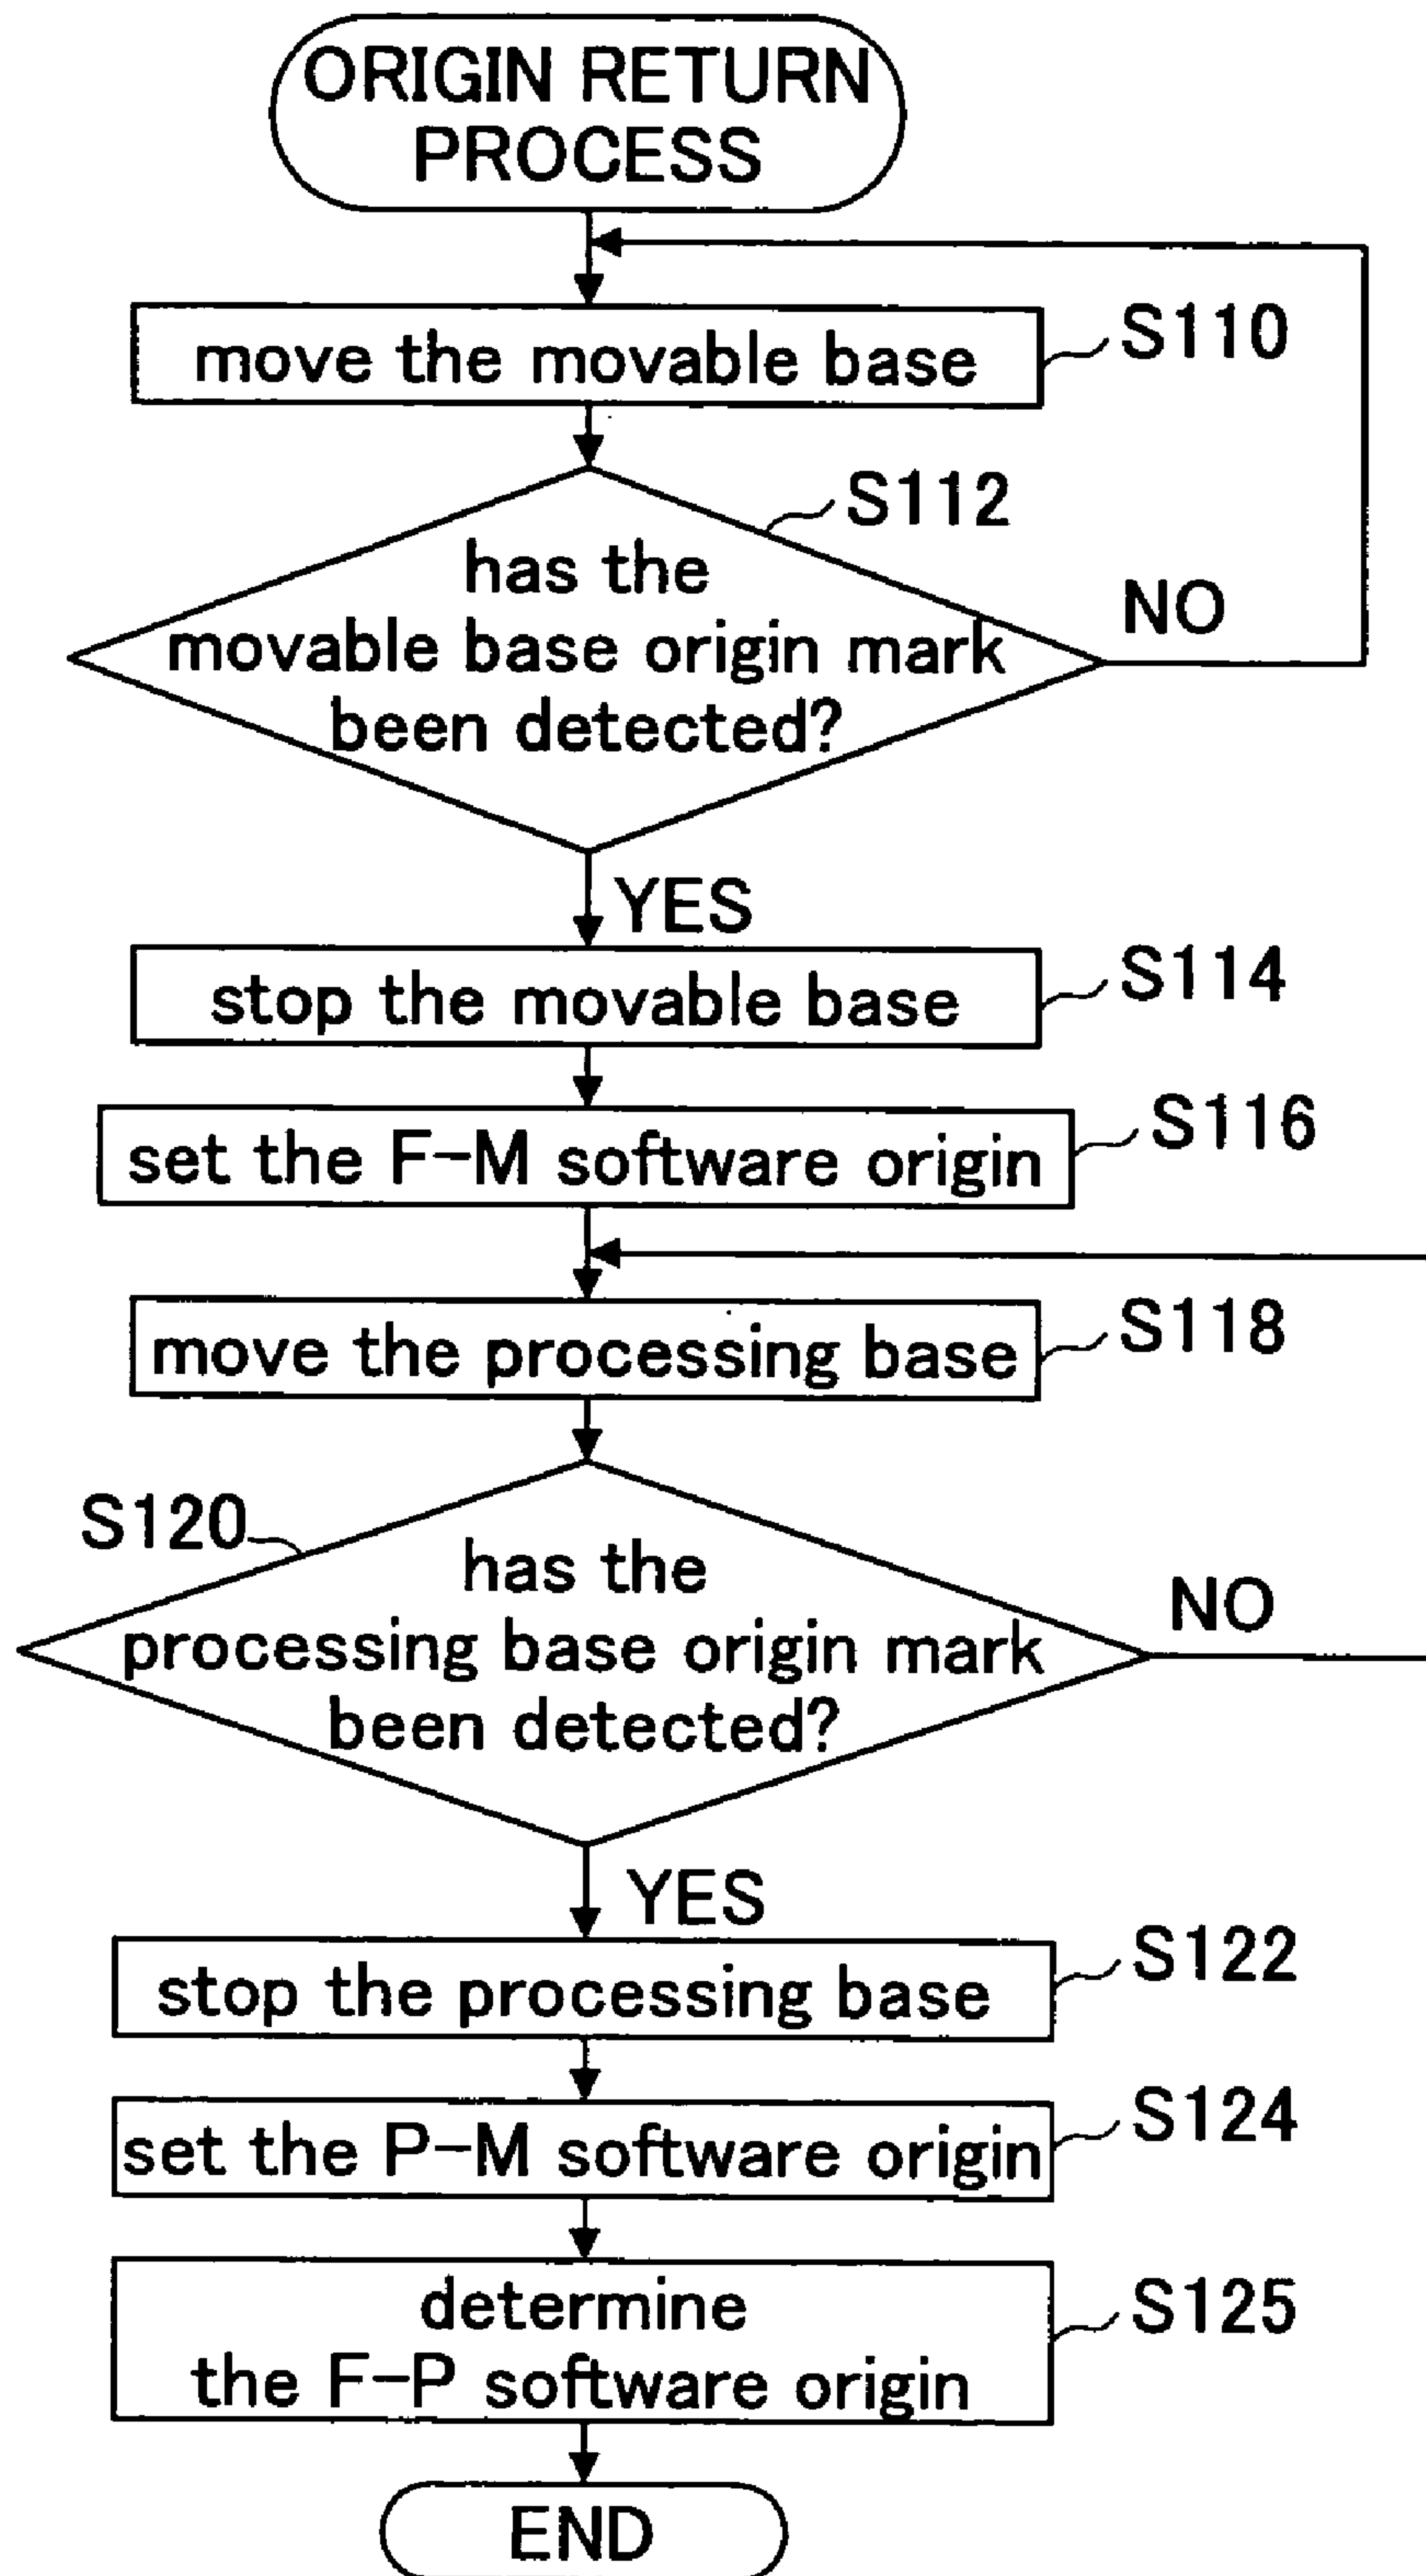 ORIGIN RETURN
PROCESS
move the movable base
S110
S112
has the
movable base origin mark
been detected?
NO
YES
stop the movable base
S114
set the F-M software origin
S116
move the processing base
S118
S120
has the
processing base origin mark
been detected?
NO
YES
stop the processing base
S122
set the P-M software origin
S124
determine
the F-P software origin
S125
END